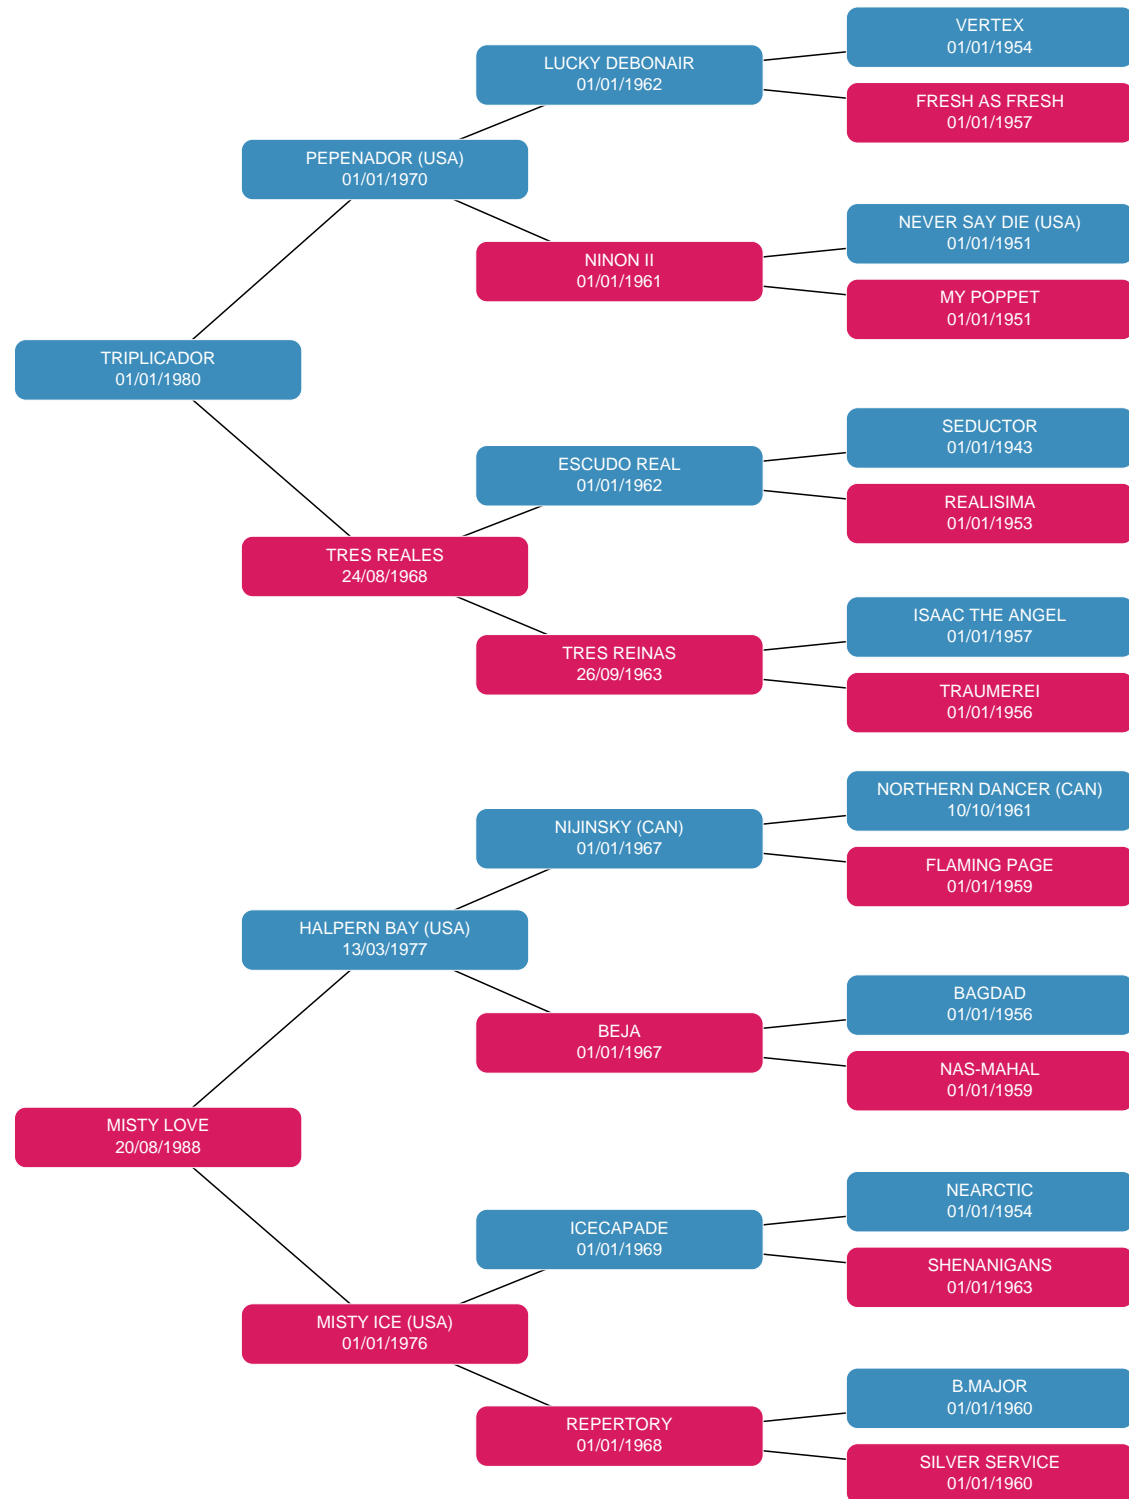 VERTEX
01/01/1954
LUCKY DEBONAIR
01/01/1962
FRESH AS FRESH
01/01/1957
PEPENADOR (USA)
01/01/1970
NEVER SAY DIE (USA)
01/01/1951
NINON II
01/01/1961
MY POPPET
01/01/1951
TRIPLICADOR
01/01/1980
SEDUCTOR
01/01/1943
ESCUDO REAL
01/01/1962
REALISIMA
01/01/1953
TRES REALES
24/08/1968
ISAAC THE ANGEL
01/01/1957
TRES REINAS
26/09/1963
TRAUMEREI
01/01/1956
NORTHERN DANCER (CAN)
10/10/1961
NIJINSKY (CAN)
01/01/1967
FLAMING PAGE
01/01/1959
HALPERN BAY (USA)
13/03/1977
BAGDAD
01/01/1956
BEJA
01/01/1967
NAS-MAHAL
01/01/1959
MISTY LOVE
20/08/1988
NEARCTIC
01/01/1954
ICECAPADE
01/01/1969
SHENANIGANS
01/01/1963
MISTY ICE (USA)
01/01/1976
B.MAJOR
01/01/1960
REPERTORY
01/01/1968
SILVER SERVICE
01/01/1960